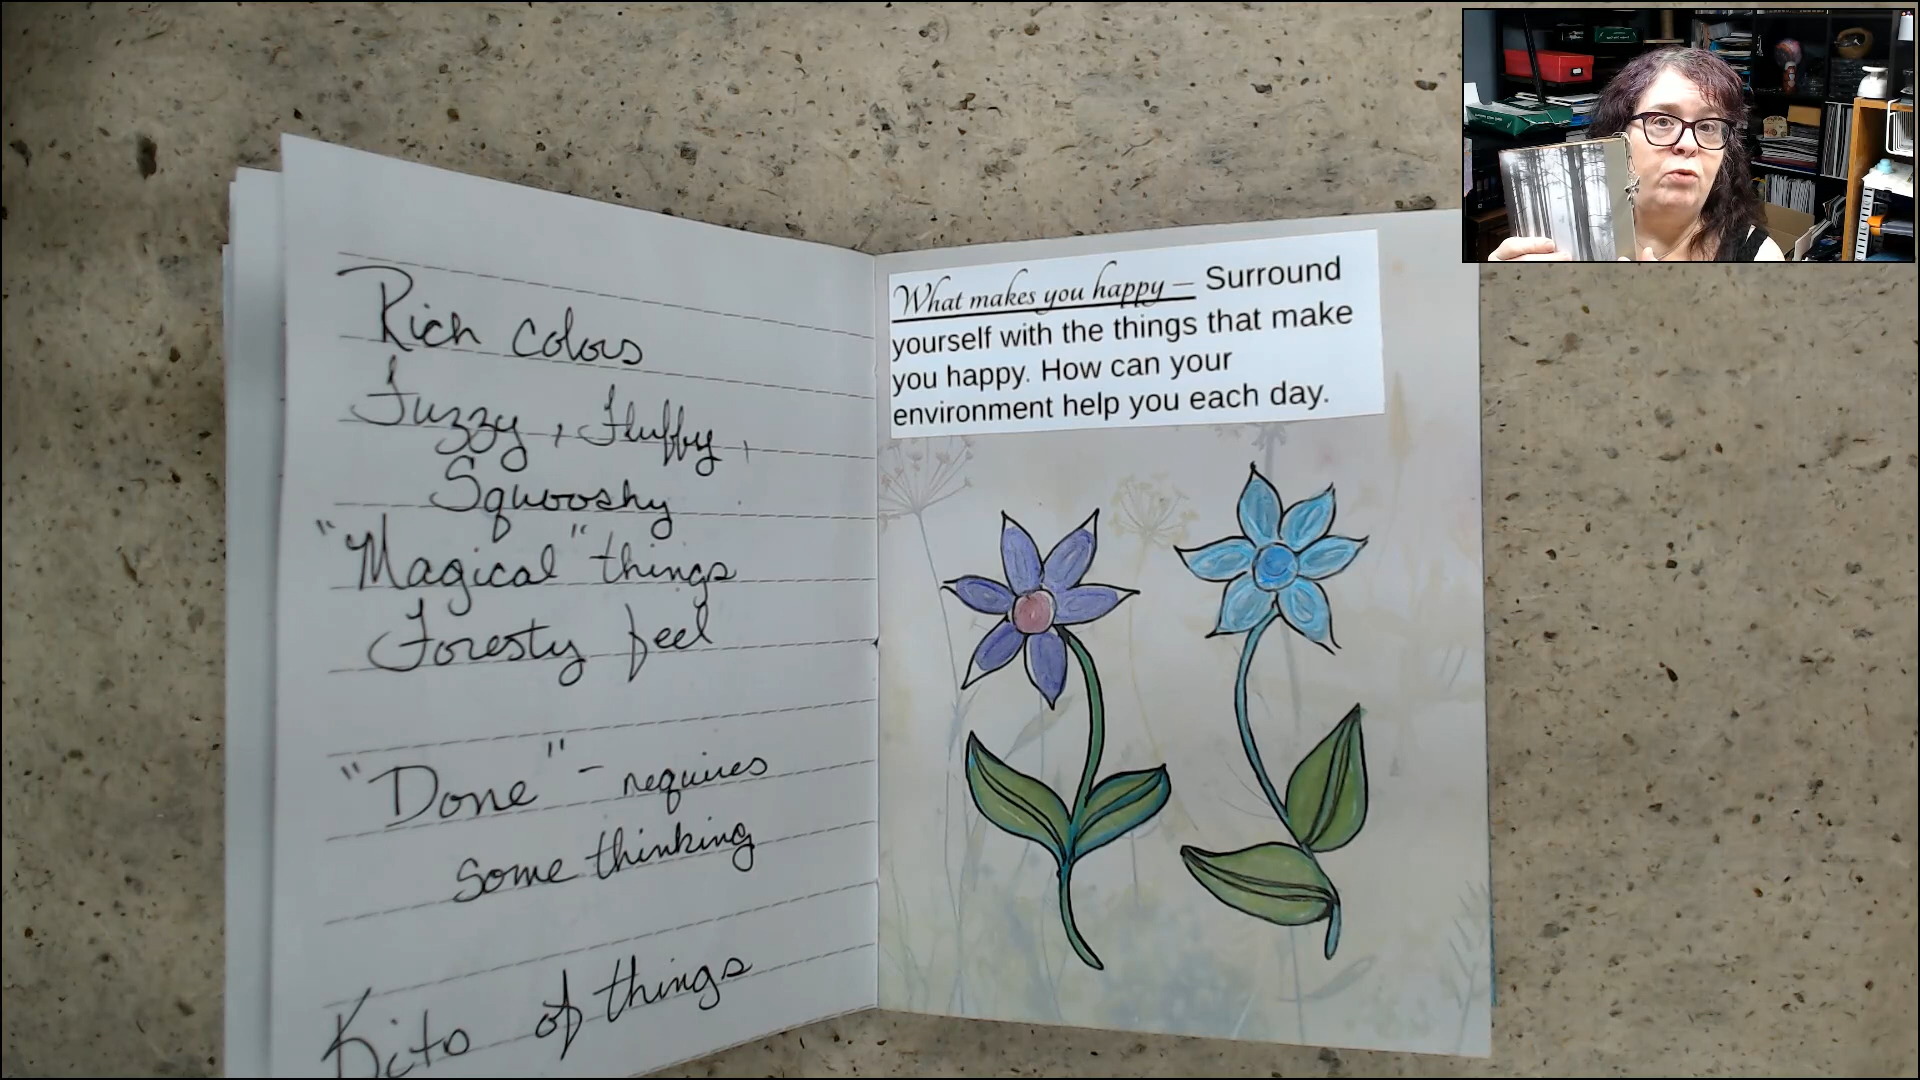 Rich colors
Fuzzy, Fluffy,
Squooshy
"Magical" things
Foresty feel
"Done" - requires
some thinking
Kits of things
What makes you happy – Surround
yourself with the things that make
you happy. How can your
environment help you each day.